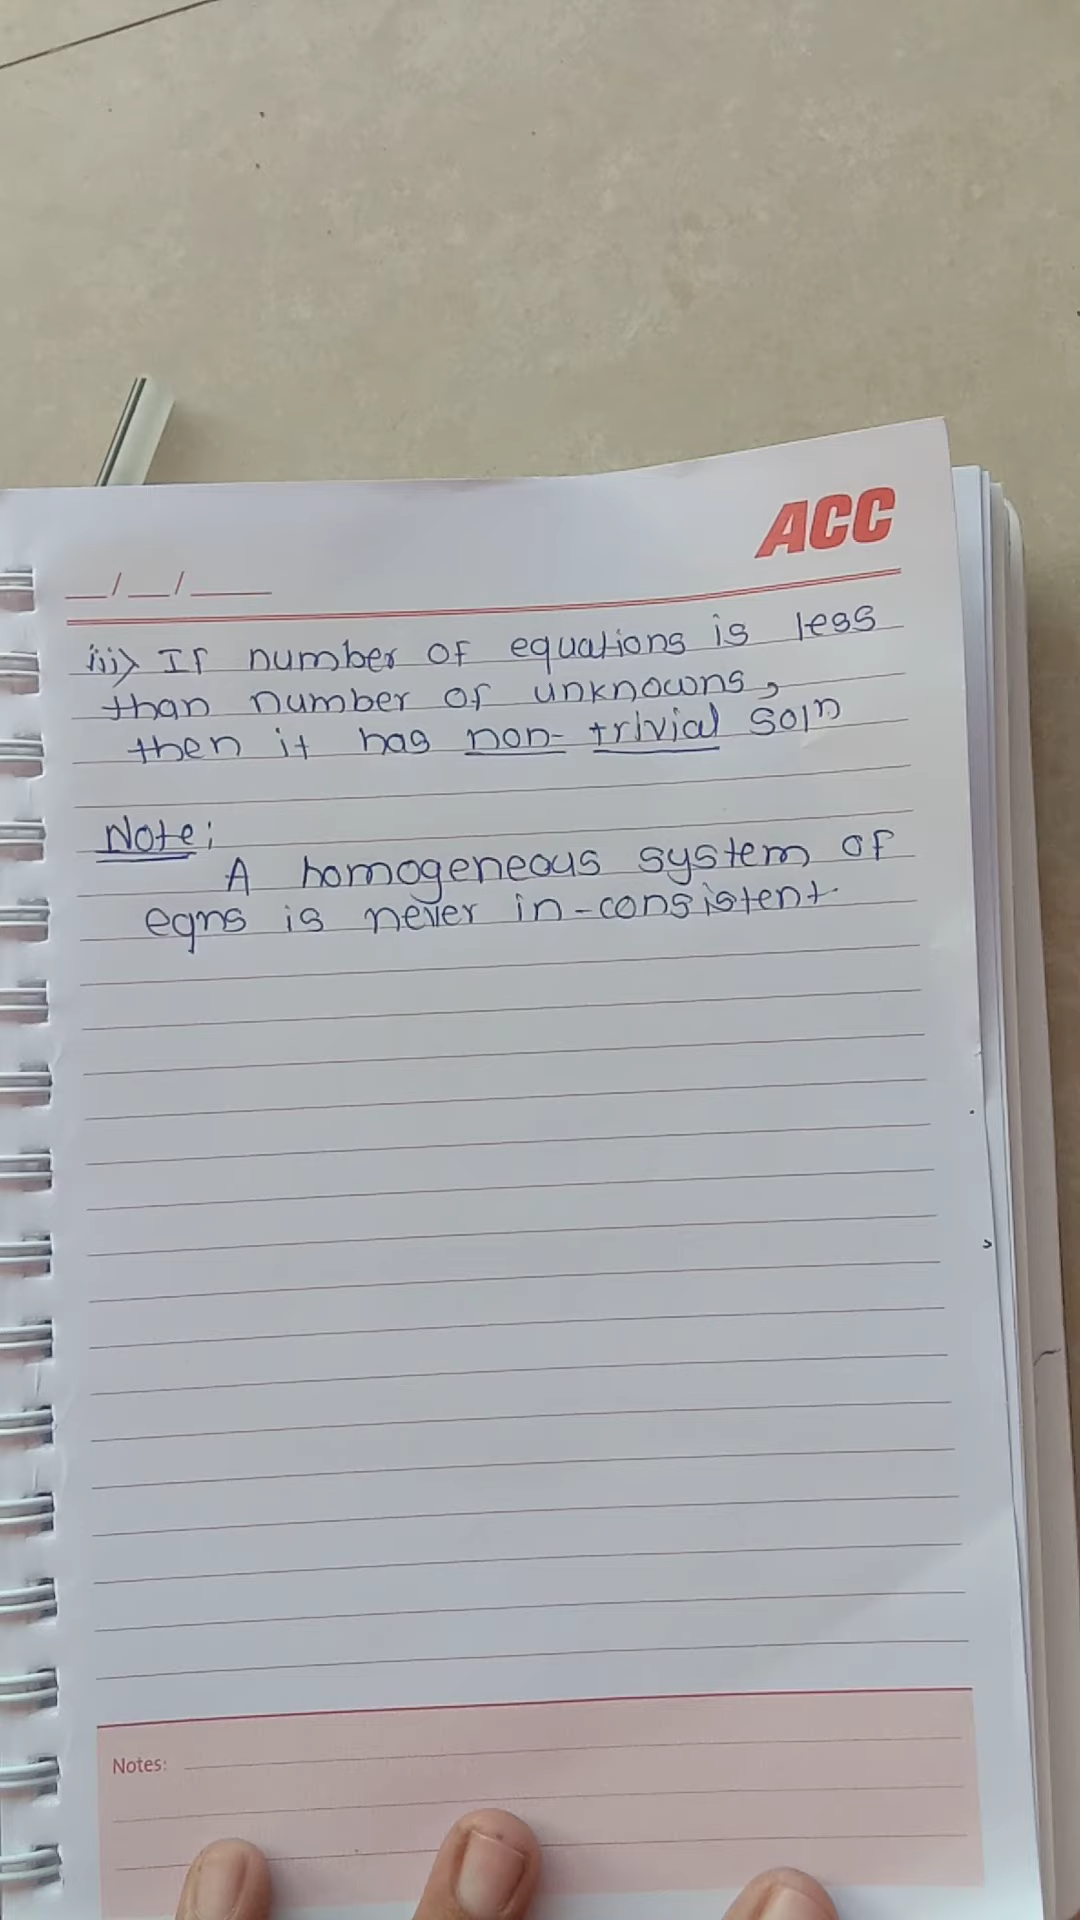 ACC
__/__/____
iii) If number of equations is less
than number of unknowns,
then it has non-trivial soln
Note:
A homogeneous system of
eqns is never in-consistent
Notes: